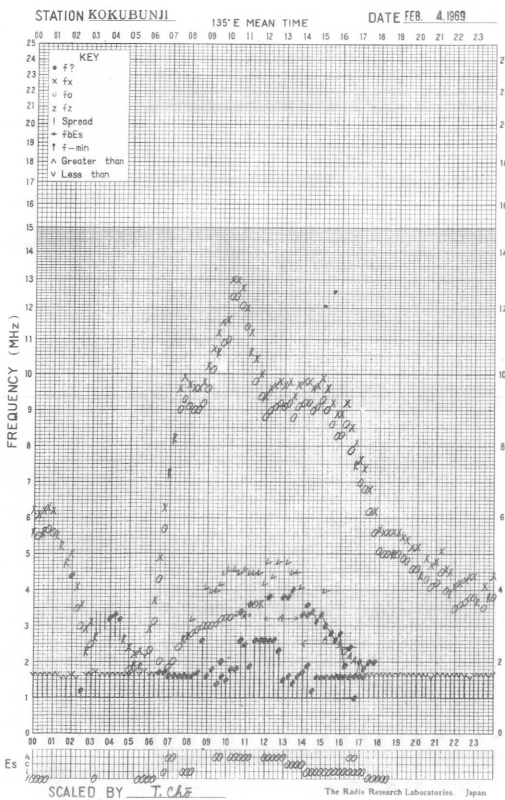 STATION KOKUBUNJI 135°E MEAN TIME DATE FEB. 4. 1969
00 01 02 03 04 05 06 07 08 09 10 11 12 13 14 15 16 17 18 19 20 21 22 23
KEY
• f?
x fx
o fo
z fz
| Spread
fbEs
↑ f-min
∧ Greater than
∨ Less than
25
24
23
22
21
20
19
18
17
16
15
14
13
12
11
10
9
8
7
6
5
4
3
2
1
0
FREQUENCY (MHz)
00 01 02 03 04 05 06 07 08 09 10 11 12 13 14 15 16 17 18 19 20 21 22 23
Es
SCALED BY T. Chō
The Radio Research Laboratories. Japan